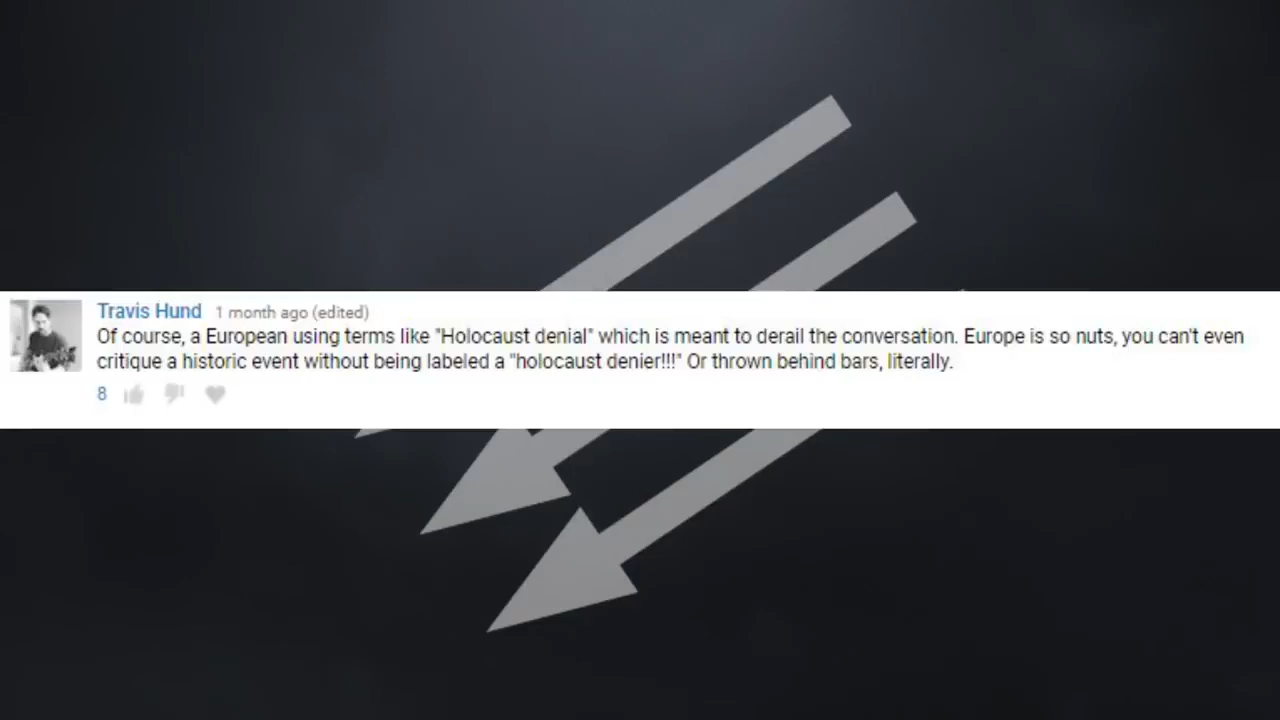 Travis Hund 1 month ago (edited)
Of course, a European using terms like "Holocaust denial" which is meant to derail the conversation. Europe is so nuts, you can't even
critique a historic event without being labeled a "holocaust denier!!!" Or thrown behind bars, literally.
8